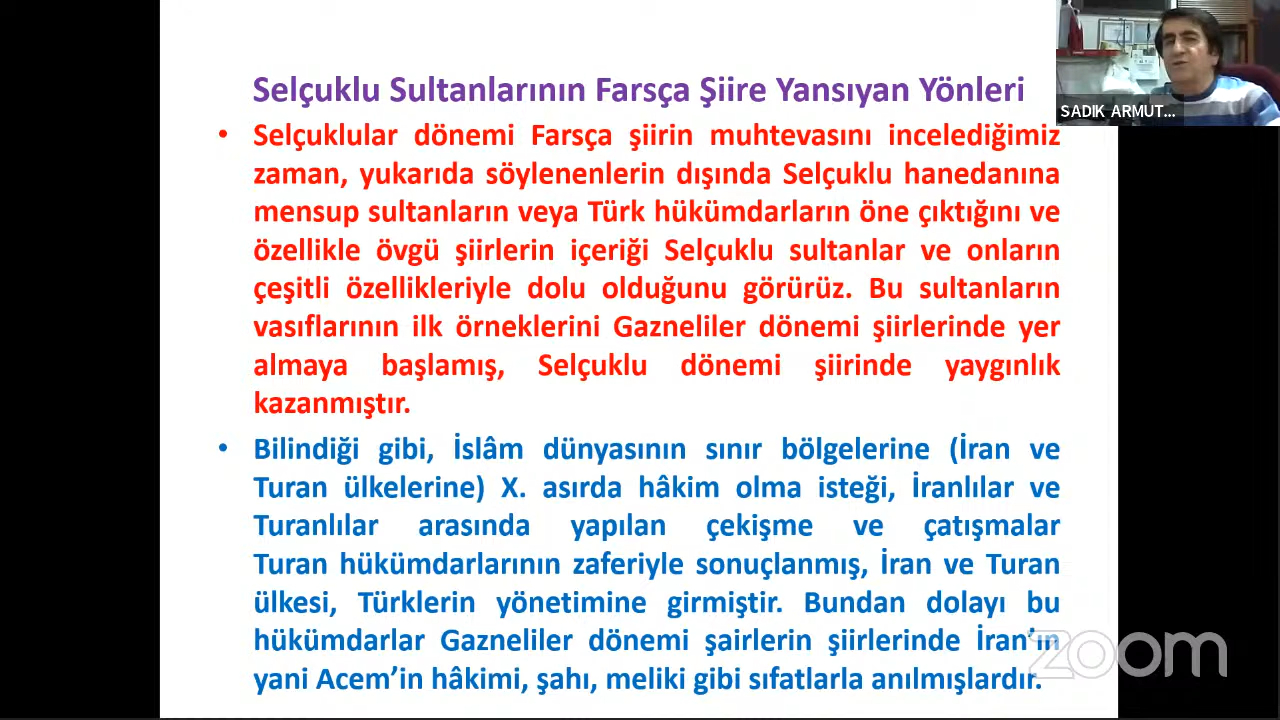 Selçuklu Sultanlarının Farsça Şiire Yansıyan Yönleri
SADIK ARMUT...
• Selçuklular dönemi Farsça şiirin muhtevasını incelediğimiz
zaman, yukarıda söylenenlerin dışında Selçuklu hanedanına
mensup sultanların veya Türk hükümdarların öne çıktığını ve
özellikle övgü şiirlerin içeriği Selçuklu sultanlar ve onların
çeşitli özellikleriyle dolu olduğunu görürüz. Bu sultanların
vasıflarının ilk örneklerini Gazneliler dönemi şiirlerinde yer
almaya başlamış, Selçuklu dönemi şiirinde yaygınlık
kazanmıştır.
• Bilindiği gibi, İslâm dünyasının sınır bölgelerine (İran ve
Turan ülkelerine) X. asırda hâkim olma isteği, İranlılar ve
Turanlılar arasında yapılan çekişme ve çatışmalar
Turan hükümdarlarının zaferiyle sonuçlanmış, İran ve Turan
ülkesi, Türklerin yönetimine girmiştir. Bundan dolayı bu
hükümdarlar Gazneliler dönemi şairlerin şiirlerinde İran'ın
yani Acem'in hâkimi, şahı, meliki gibi sıfatlarla anılmışlardır.
zoom